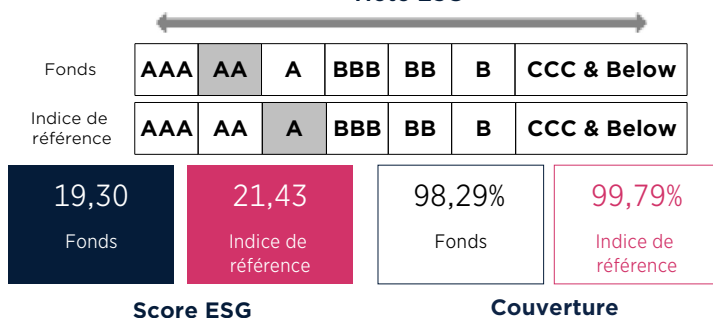 Fonds AAA AA A BBB BB B CCC & Below
Indice de
référence
AAA AA A BBB BB B CCC & Below
19,30 21,43 98,29% 99,79%
Fonds Indice de Fonds Indice de
référence référence
Score ESG Couverture